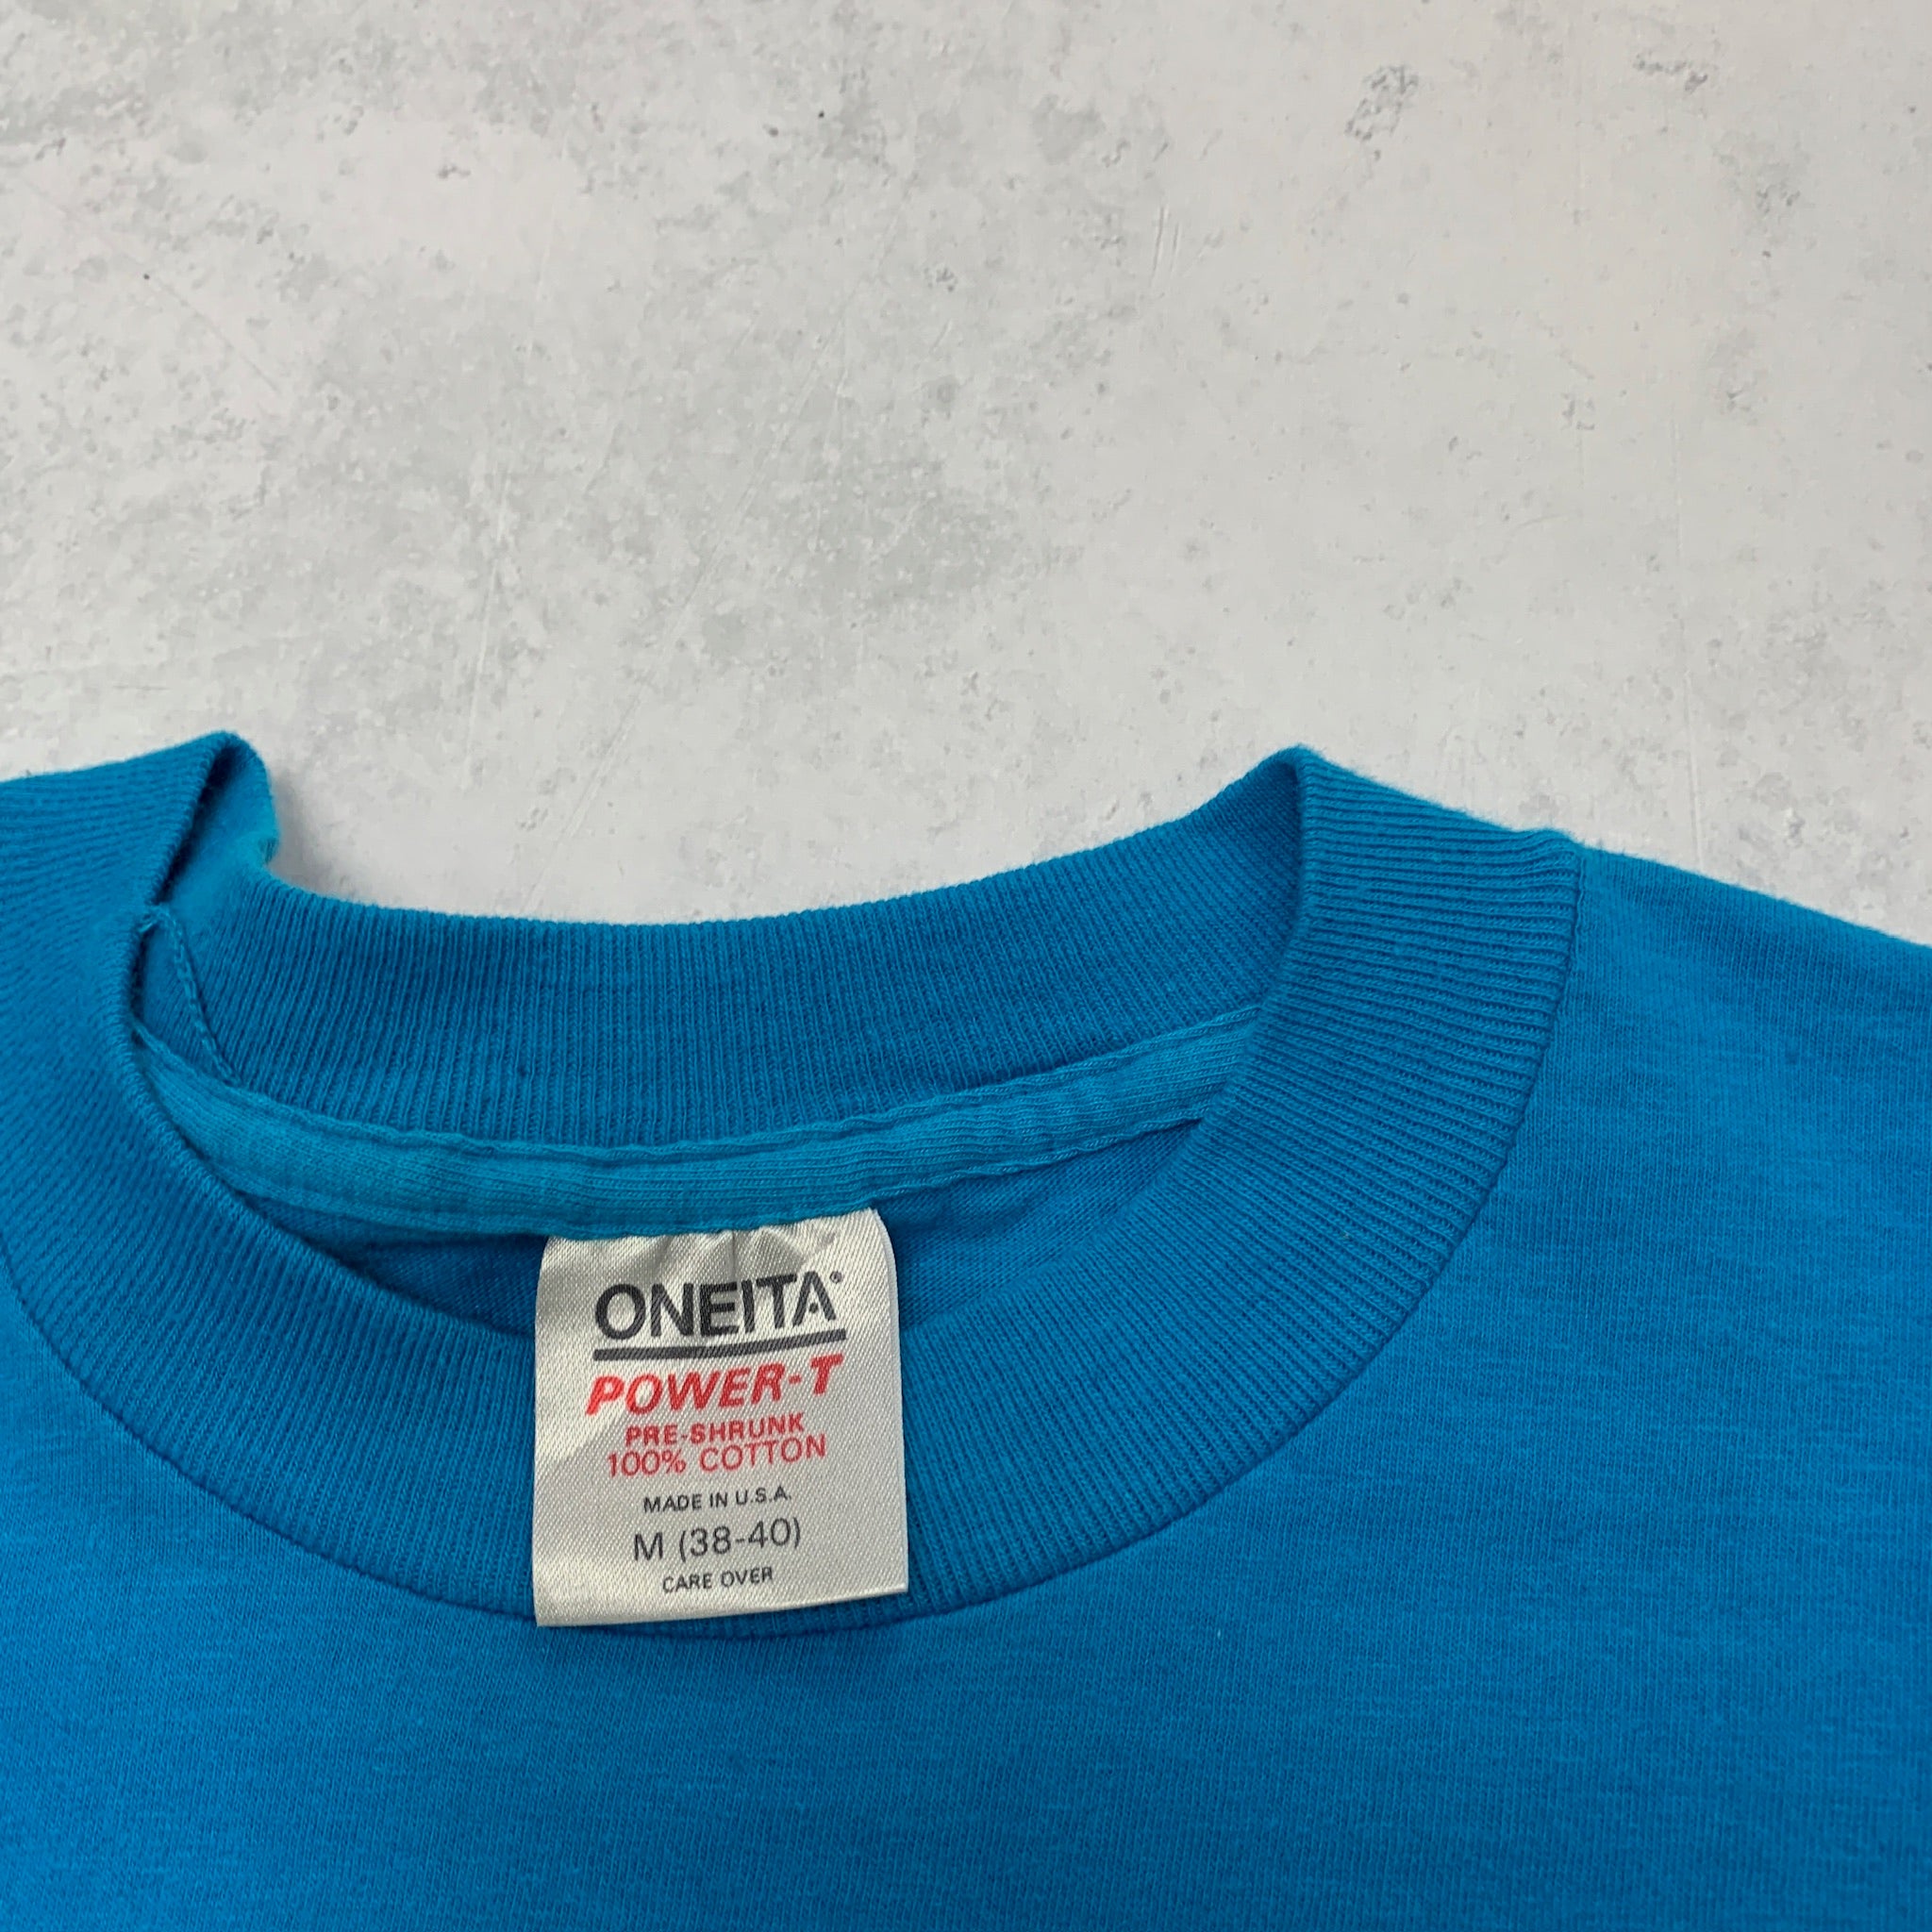 ONEITA®
POWER-T
PRE-SHRUNK
100% COTTON
MADE IN U.S.A.
M (38-40)
CARE OVER